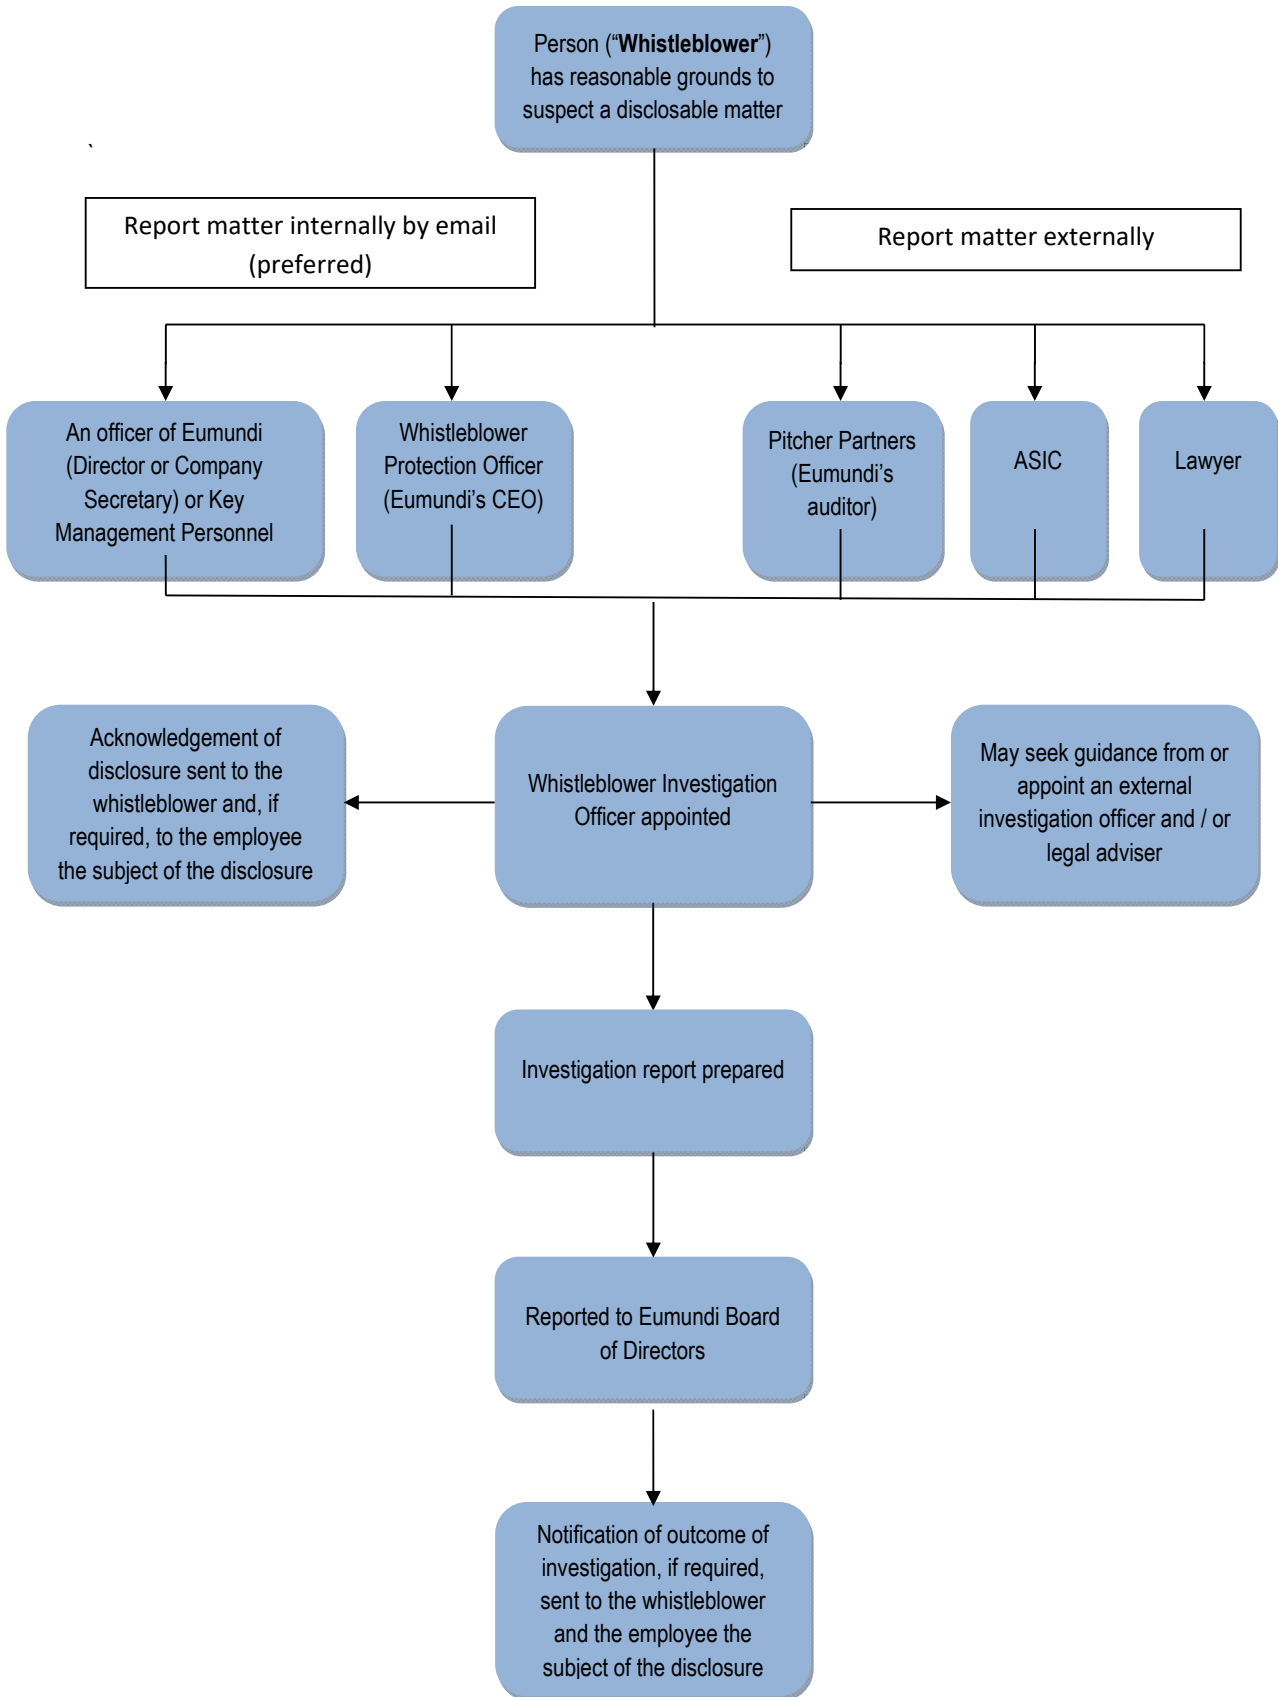 Person (“Whistleblower”)
has reasonable grounds to
suspect a disclosable matter
`
Report matter internally by email
(preferred)
Report matter externally
An officer of Eumundi
(Director or Company
Secretary) or Key
Management Personnel
Whistleblower
Protection Officer
(Eumundi’s CEO)
Pitcher Partners
(Eumundi’s
auditor)
ASIC
Lawyer
Acknowledgement of
disclosure sent to the
whistleblower and, if
required, to the employee
the subject of the disclosure
Whistleblower Investigation
Officer appointed
May seek guidance from or
appoint an external
investigation officer and / or
legal adviser
Investigation report prepared
Reported to Eumundi Board
of Directors
Notification of outcome of
investigation, if required,
sent to the whistleblower
and the employee the
subject of the disclosure